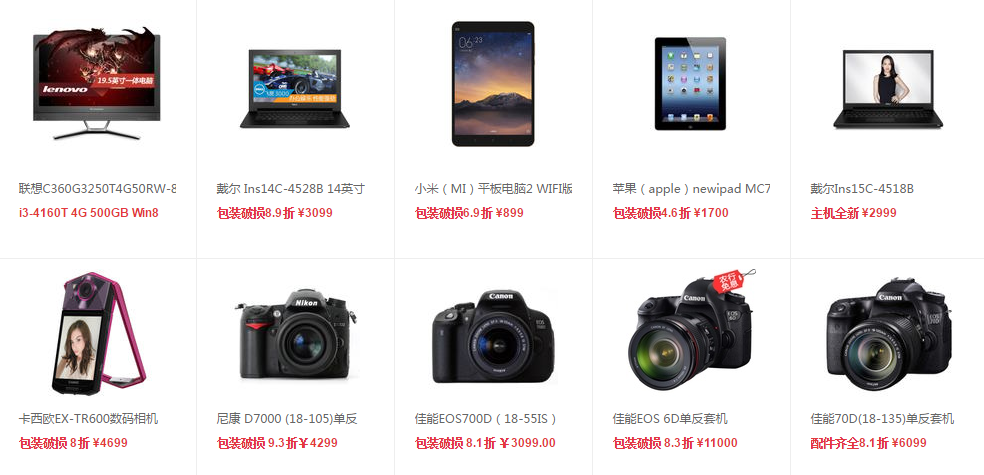 19.5英寸一体电脑
lenovo
06:23
DELL
联想C360G3250T4G50RW-8
i3-4160T 4G 500GB Win8
戴尔 Ins14C-4528B 14英寸
包装破损8.9折 ¥3099
小米（MI）平板电脑2 WIFI版
包装破损6.9折 ¥899
苹果（apple）newipad MC7
包装破损4.6折 ¥1700
戴尔Ins15C-4518B
主机全新 ¥2999
Nikon
Canon
Canon
农行
免息
Canon
卡西欧EX-TR600数码相机
包装破损 8折 ¥4699
尼康 D7000 (18-105)单反
包装破损 9.3折￥4299
佳能EOS700D（18-55IS）
包装破损 8.1折 ￥3099.00
佳能EOS 6D单反套机
包装破损 8.3折 ¥11000
佳能70D(18-135)单反套机
配件齐全8.1折 ¥6099